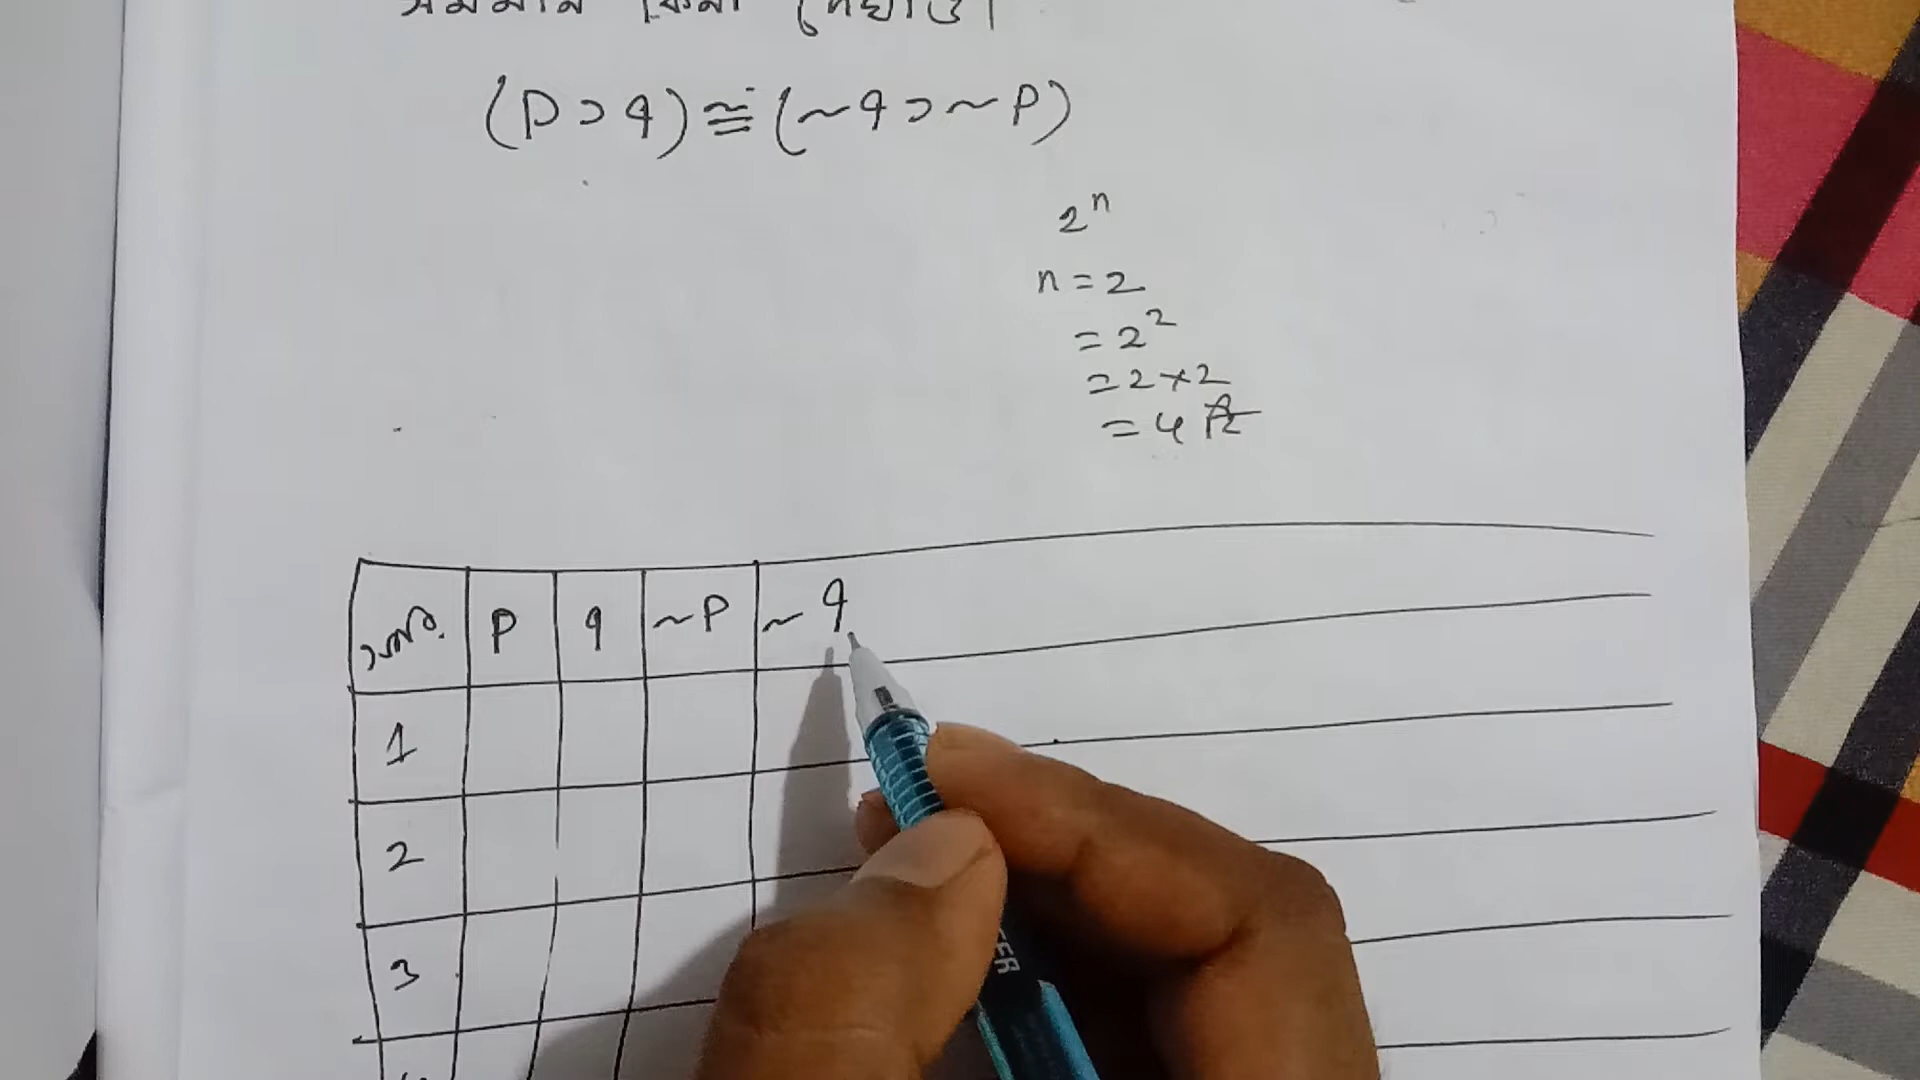 (P⊃q)≅(~q⊃~P)
2ⁿ
n=2
=2²
=2×2
=4
P q ~P ~q
1
2
3